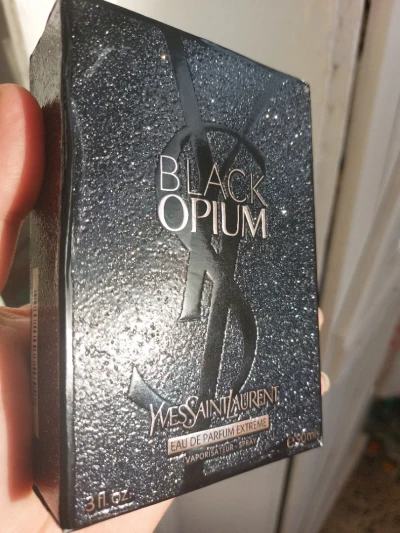 BLACK
OPIUM
YVESSAINTLAURENT
EAU DE PARFUM EXTREME
VAPORISATEUR - SPRAY
3 fl. oz.